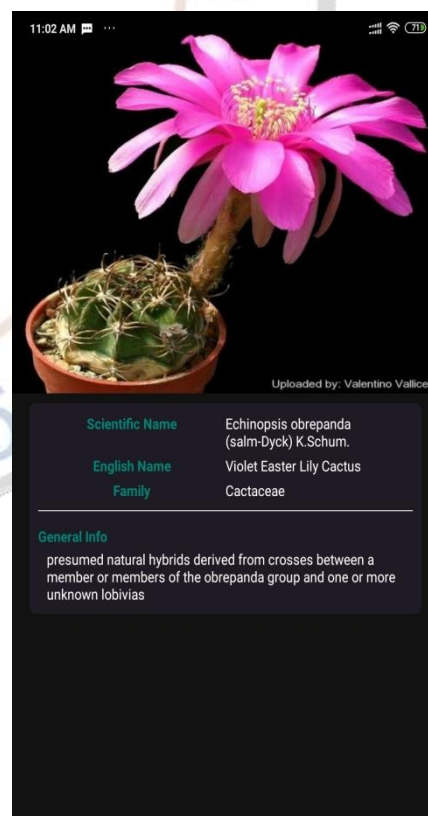 11:02 AM
71
Uploaded by: Valentino Vallice
Scientific Name
Echinopsis obrepanda
(salm-Dyck) K.Schum.
English Name
Violet Easter Lily Cactus
Family
Cactaceae
General Info
presumed natural hybrids derived from crosses between a
member or members of the obrepanda group and one or more
unknown lobivias